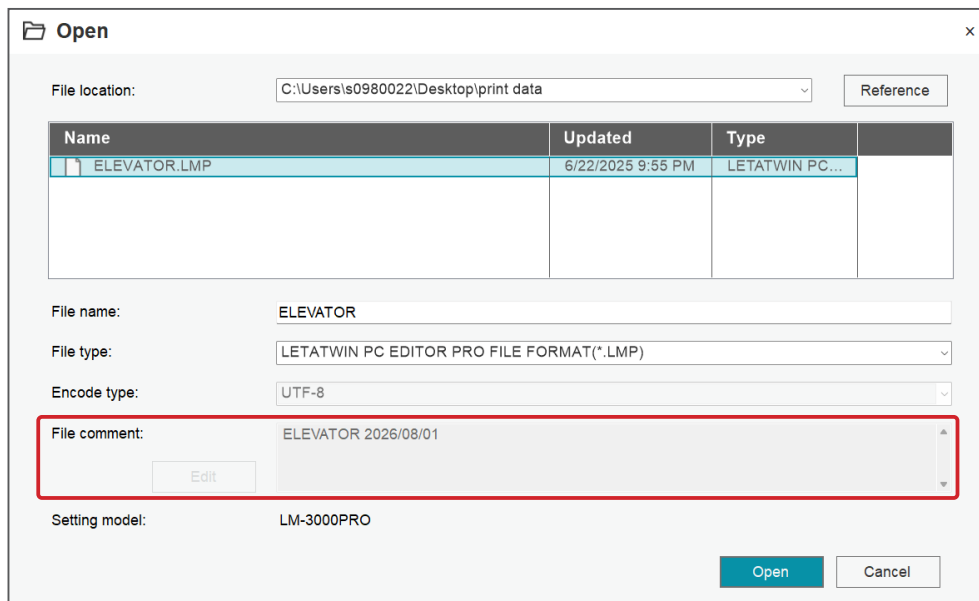 Open
×
File location: C:\Users\s0980022\Desktop\print data Reference
Name Updated Type
ELEVATOR.LMP 6/22/2025 9:55 PM LETATWIN PC...
File name: ELEVATOR
File type: LETATWIN PC EDITOR PRO FILE FORMAT(*.LMP)
Encode type: UTF-8
File comment: ELEVATOR 2026/08/01
Edit
Setting model: LM-3000PRO
Open Cancel